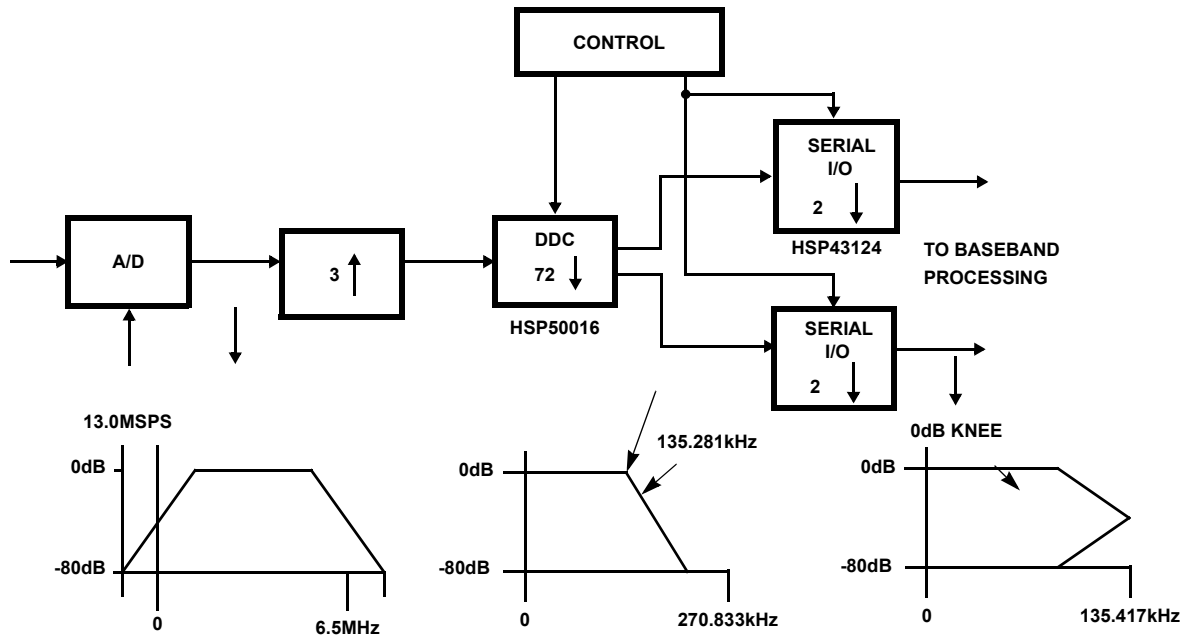 CONTROL
SERIAL
I/O
2
HSP43124
A/D
3
DDC
72
HSP50016
TO BASEBAND
PROCESSING
SERIAL
I/O
2
13.0MSPS
0dB
-80dB
0
6.5MHz
135.281kHz
0dB
-80dB
0
270.833kHz
0dB KNEE
0dB
-80dB
0
135.417kHz